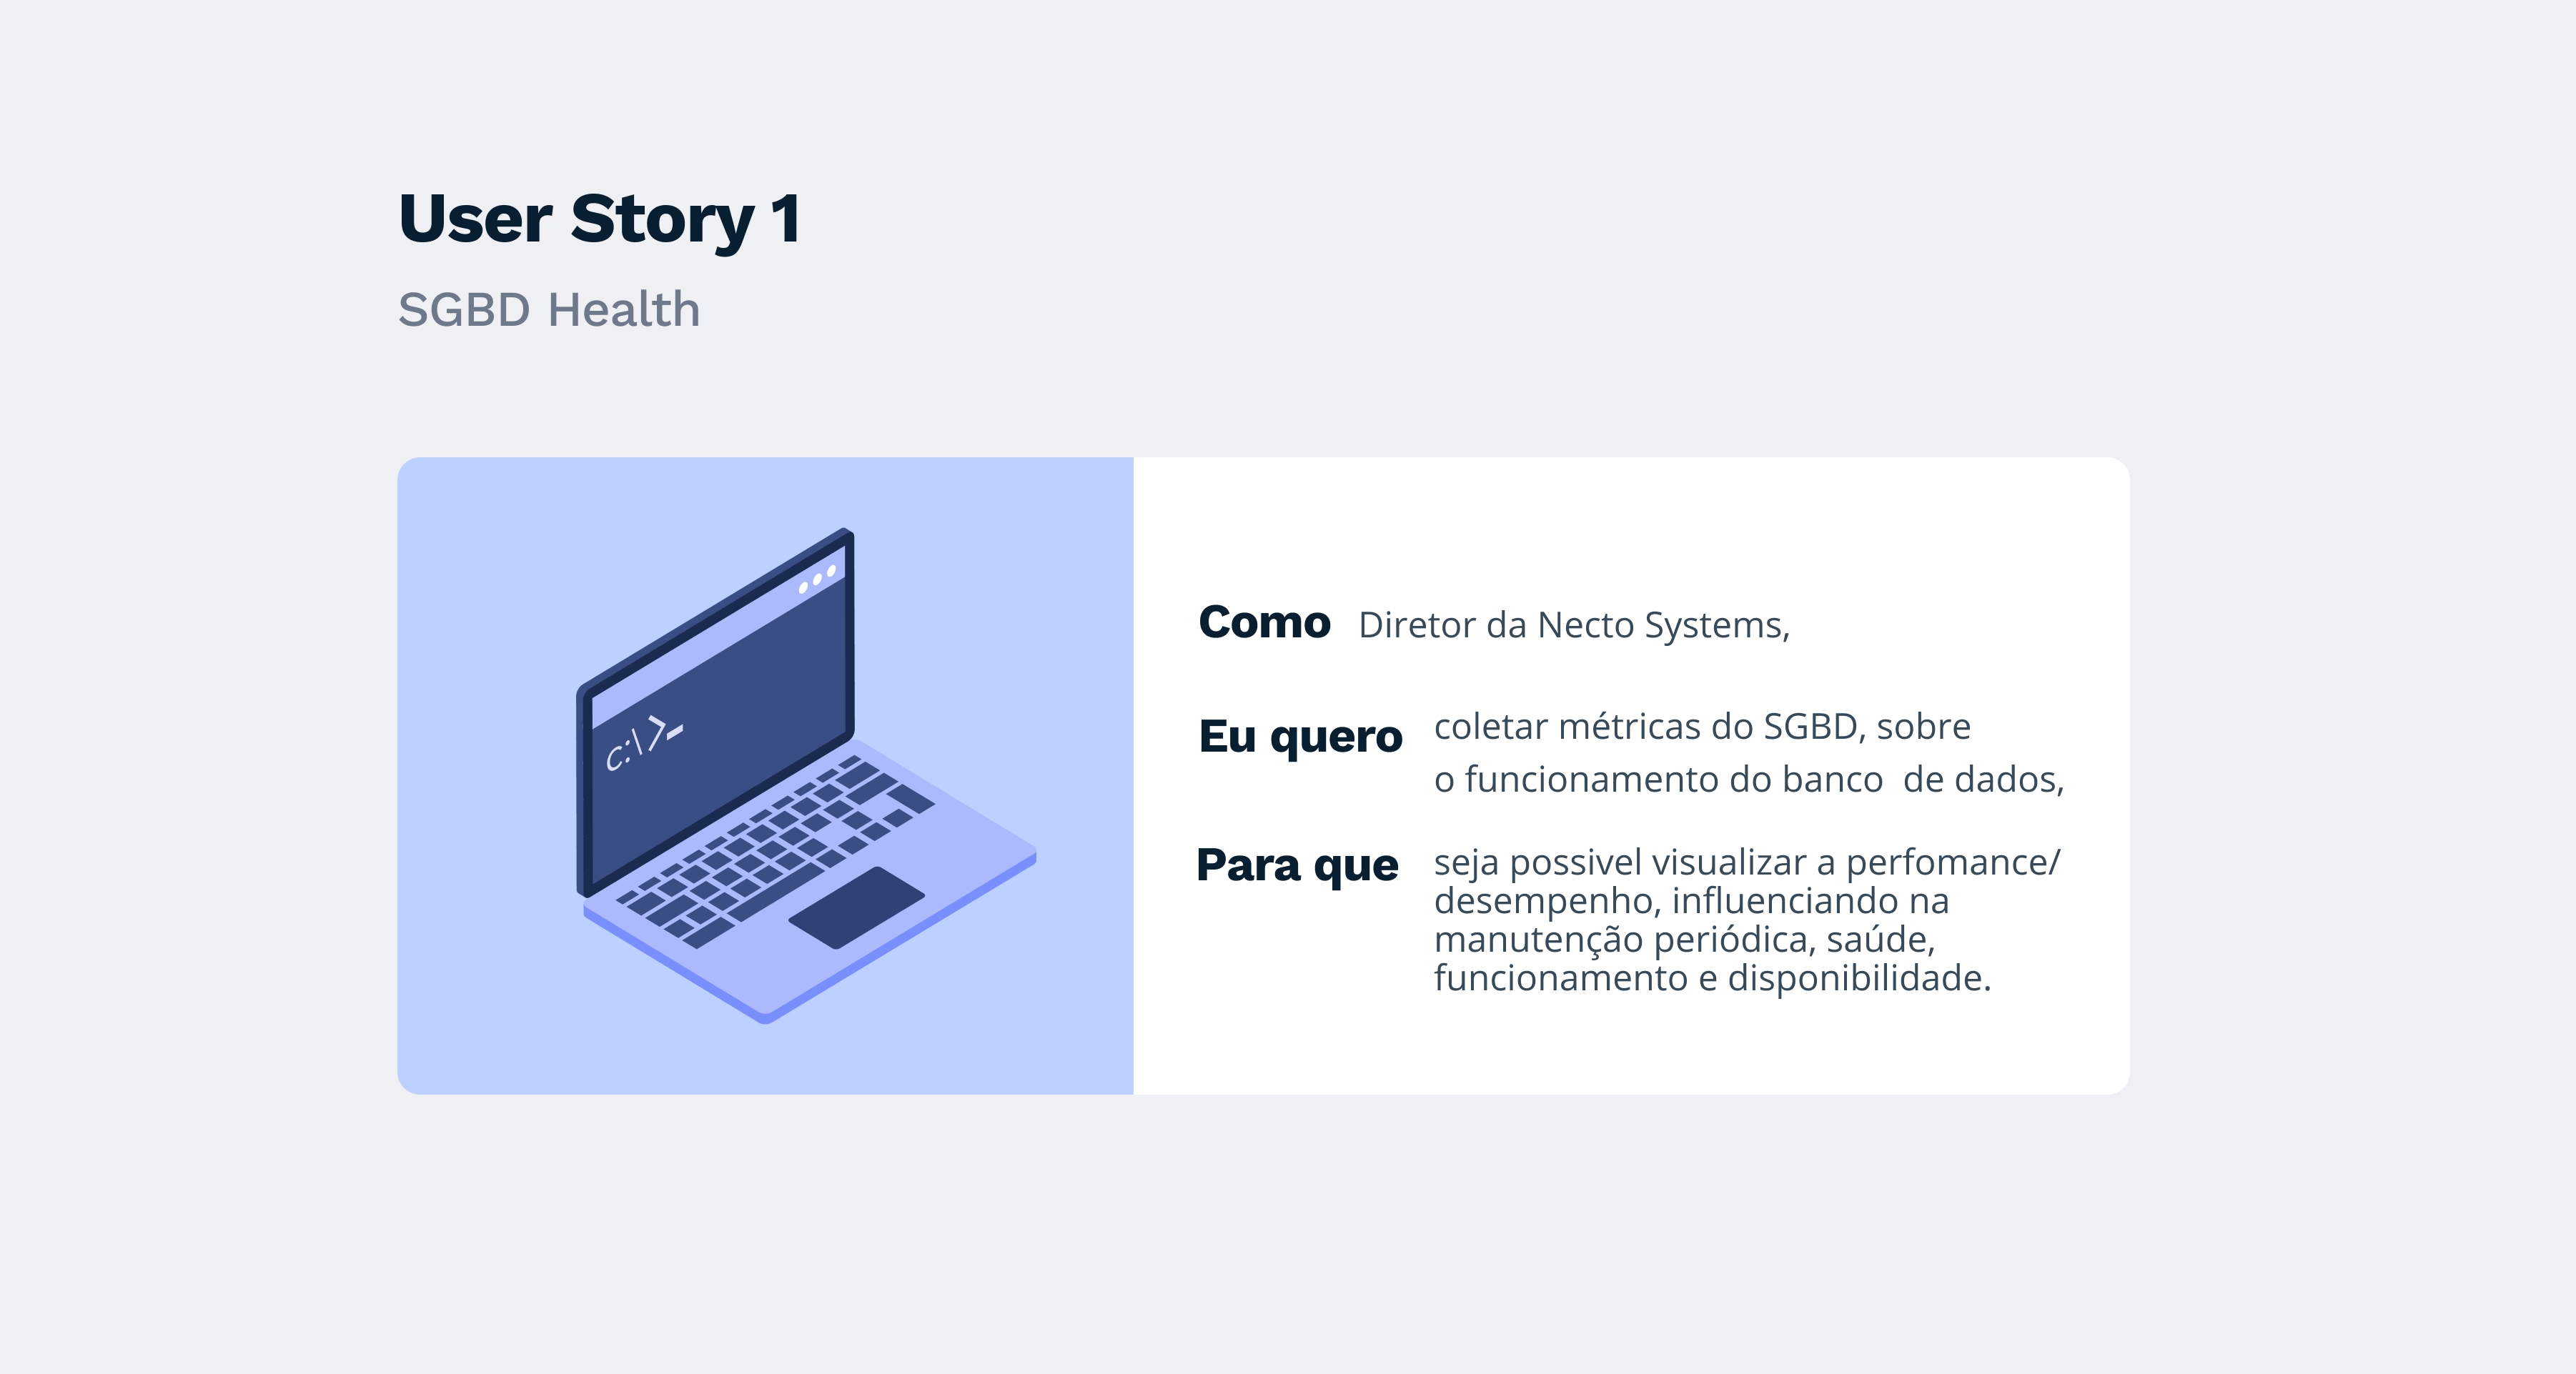 User Story 1
SGBD Health
c:\>-
Como Diretor da Necto Systems,
Eu quero coletar métricas do SGBD, sobre
o funcionamento do banco  de dados,
Para que seja possivel visualizar a perfomance/
desempenho, influenciando na
manutenção periódica, saúde,
funcionamento e disponibilidade.